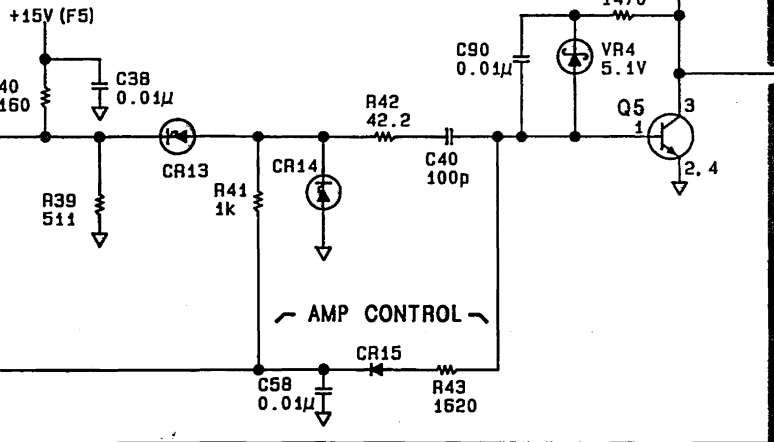 +15V (F5)
C38
0.01µ
40
160
CR13
R39
511
R41
1k
CR14
R42
42.2
C40
100p
C90
0.01µ
VR4
5.1V
Q5
1
3
2,4
AMP CONTROL
CR15
C58
0.01µ
R43
1620